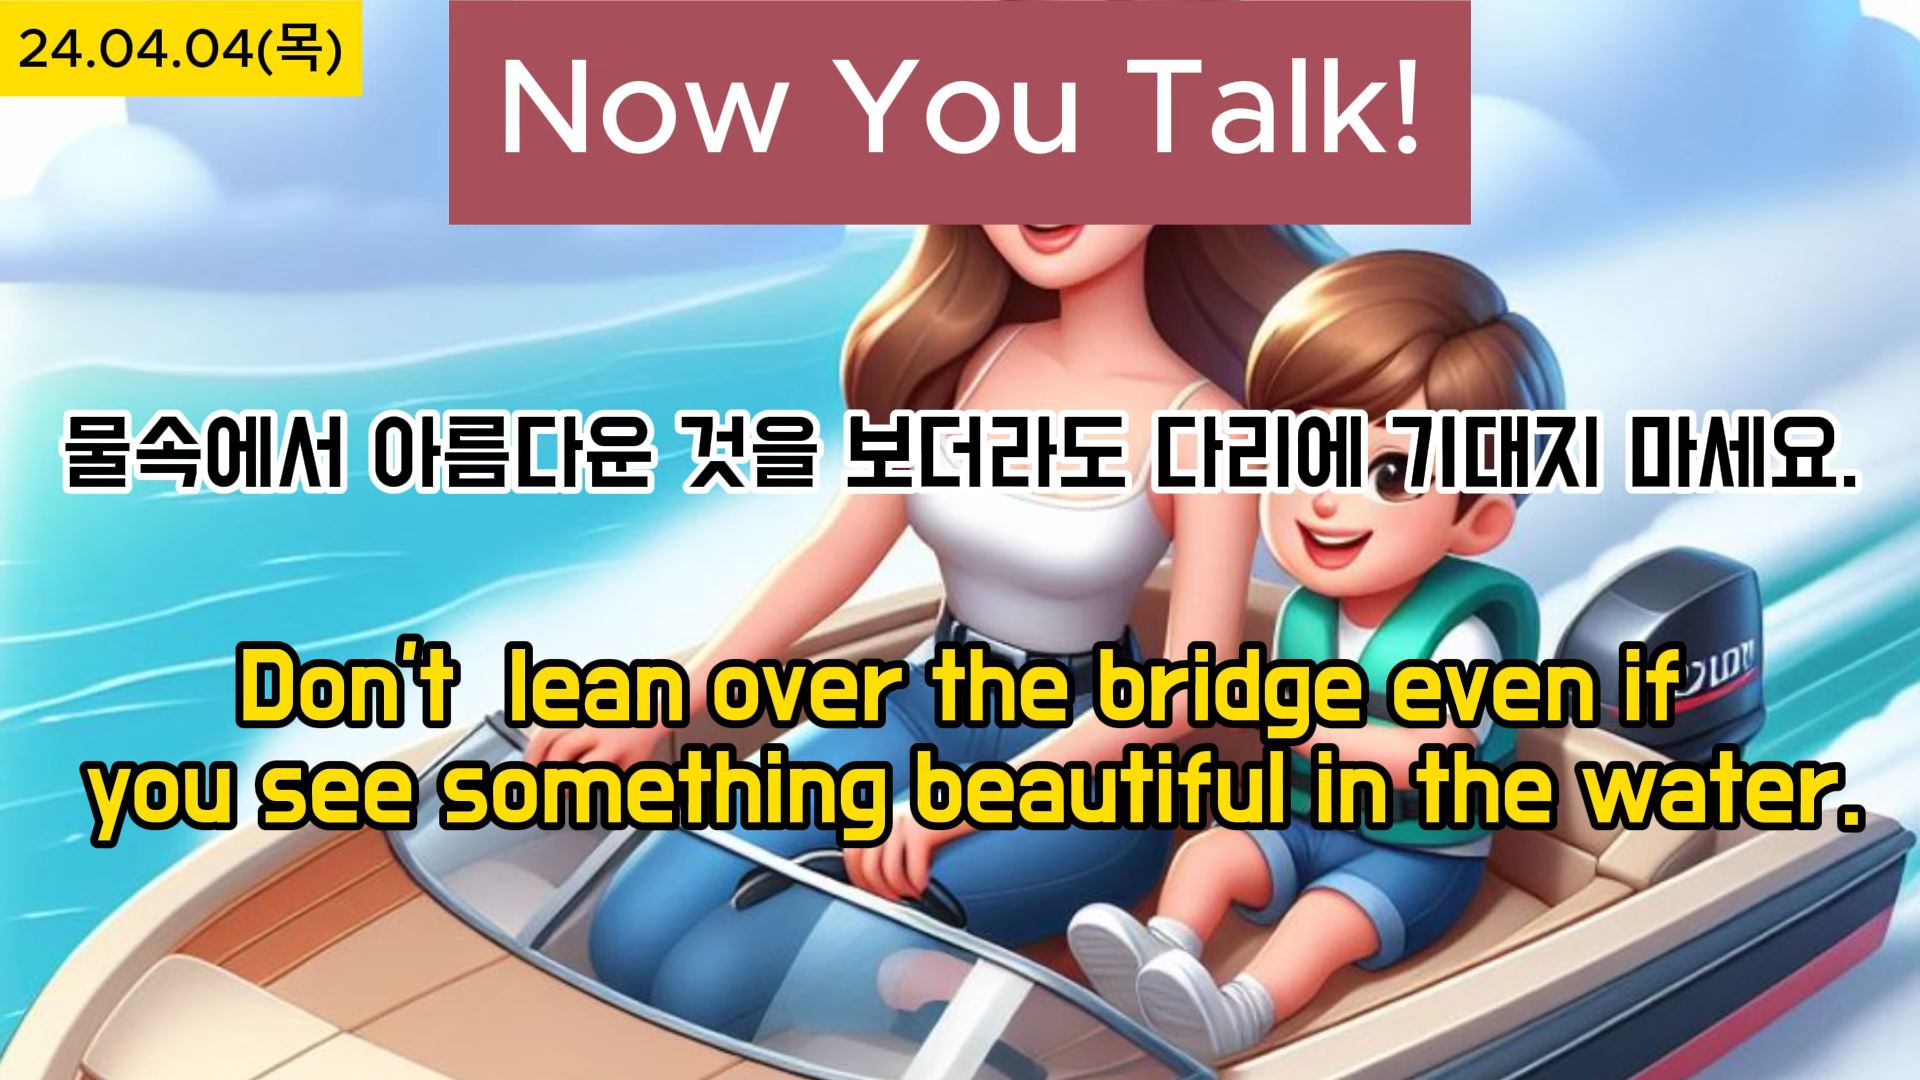 24.04.04(목)
Now You Talk!
물속에서 아름다운 것을 보더라도 다리에 기대지 마세요.
Don't lean over the bridge even if
you see something beautiful in the water.